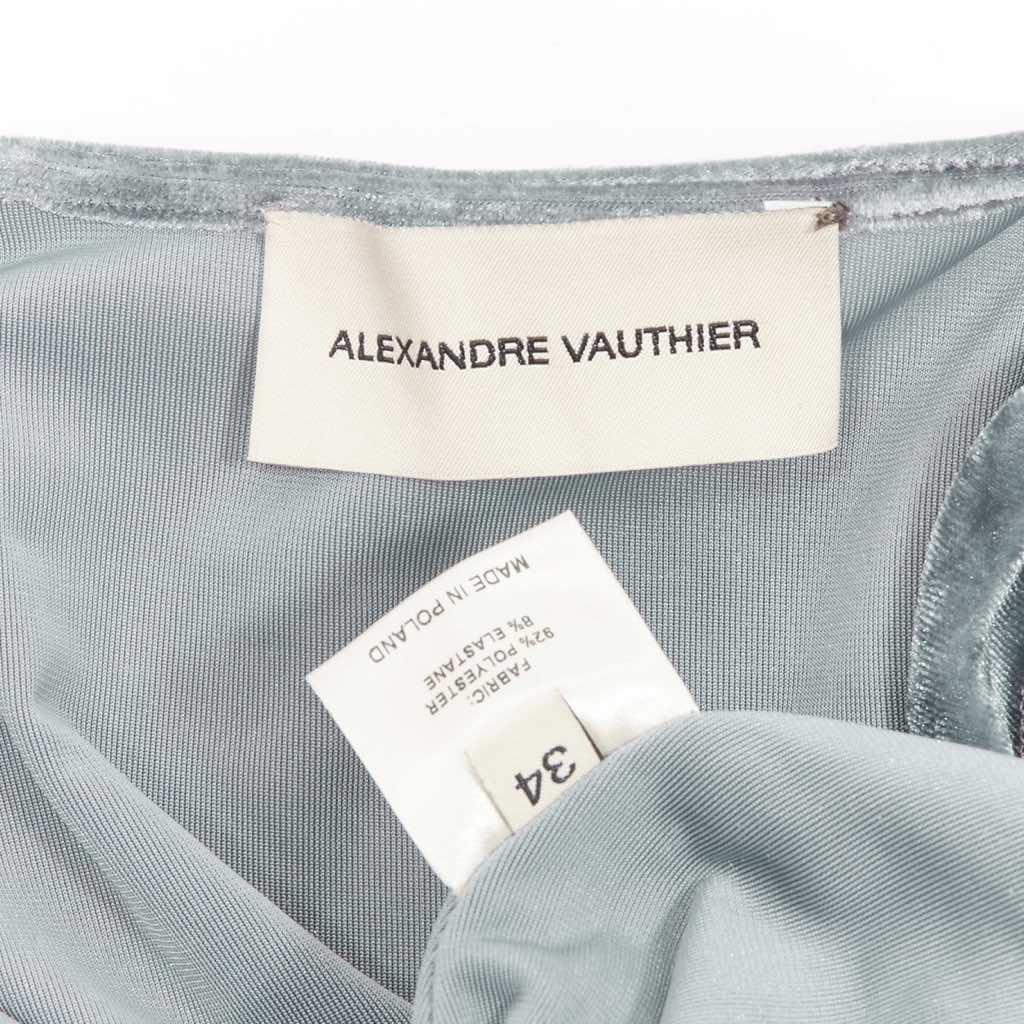 ALEXANDRE VAUTHIER
34
FABRIC:
92% POLYESTER
8% ELASTANE
MADE IN POLAND